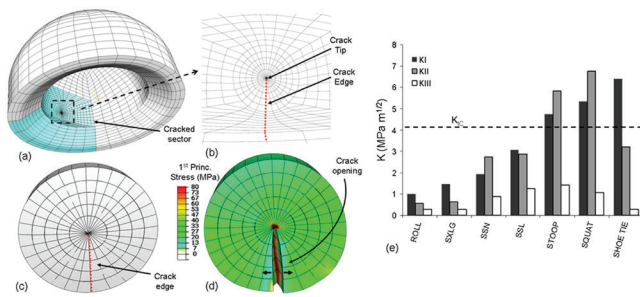 Crack
Tip
Crack
Edge
Cracked
sector
(a)
(b)
1st Princ.
Stress (MPa)
80
73
67
60
53
47
40
33
27
20
13
7
0
Crack
opening
Crack
edge
(c)
(d)
K (MPa m1/2)
8
7
6
5
4
3
2
1
0
KI
KII
KIII
KIC
ROLL
SXLG
SSN
SSL
STOOP
SQUAT
SHOE TIE
(e)